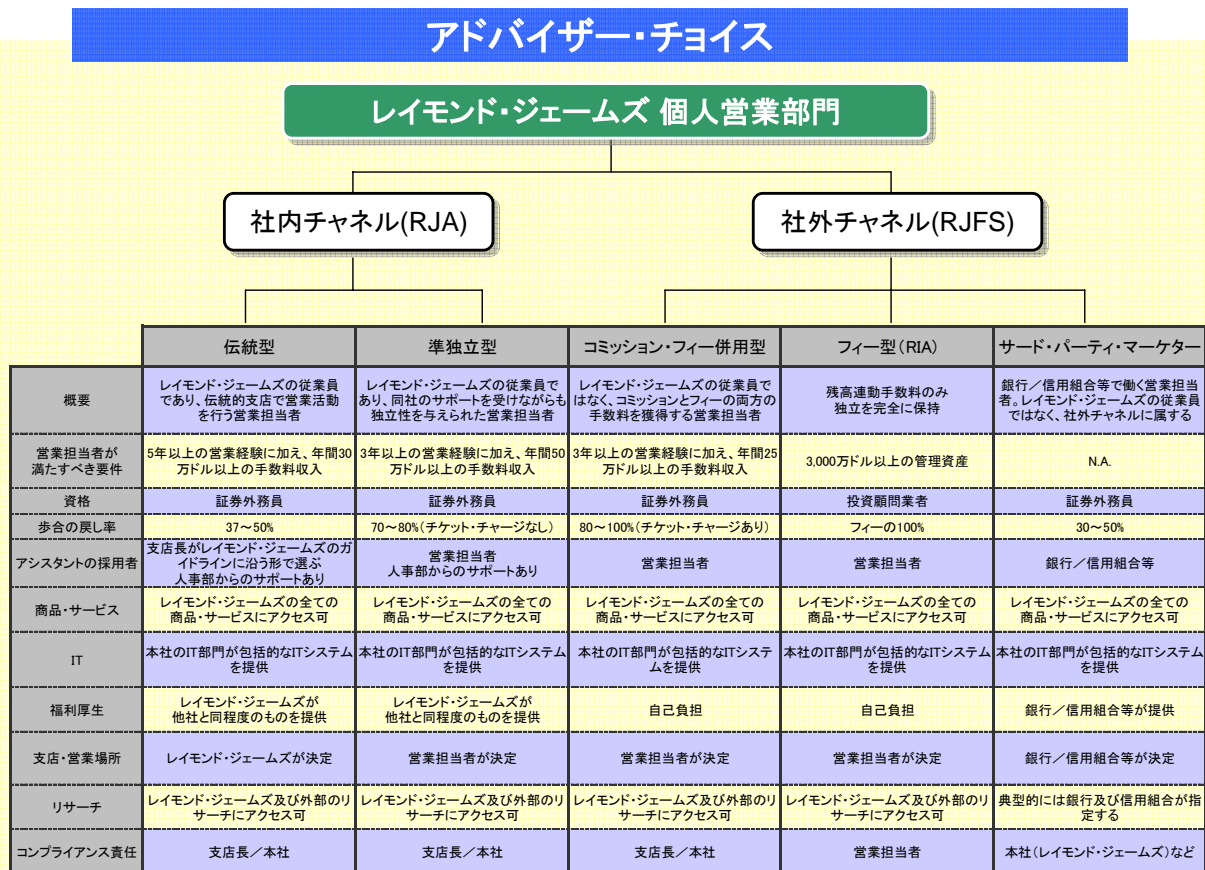 アドバイザー・チョイス
レイモンド・ジェームズ 個人営業部門
社内チャネル(RJA)
社外チャネル(RJFS)
伝統型
準独立型
コミッション・フィー併用型
フィー型(RIA)
サード・パーティ・マーケター
概要
レイモンド・ジェームズの従業員
であり、伝統的支店で営業活動
を行う営業担当者
レイモンド・ジェームズの従業員で
あり、同社のサポートを受けながらも
独立性を与えられた営業担当者
レイモンド・ジェームズの従業員で
はなく、コミッションとフィーの両方の
手数料を獲得する営業担当者
残高連動手数料のみ
独立を完全に保持
銀行/信用組合等で働く営業担当
者。レイモンド・ジェームズの従業員
ではなく、社外チャネルに属する
営業担当者が
満たすべき要件
5年以上の営業経験に加え、年間30
万ドル以上の手数料収入
3年以上の営業経験に加え、年間50
万ドル以上の手数料収入
3年以上の営業経験に加え、年間25
万ドル以上の手数料収入
3,000万ドル以上の管理資産
N.A.
資格
証券外務員
証券外務員
証券外務員
投資顧問業者
証券外務員
歩合の戻し率
37～50%
70～80%(チケット・チャージなし)
80～100%(チケット・チャージあり)
フィーの100%
30～50%
アシスタントの採用者
支店長がレイモンド・ジェームズのガ
イドラインに沿う形で選ぶ
人事部からのサポートあり
営業担当者
人事部からのサポートあり
営業担当者
営業担当者
銀行/信用組合等
商品・サービス
レイモンド・ジェームズの全ての
商品・サービスにアクセス可
レイモンド・ジェームズの全ての
商品・サービスにアクセス可
レイモンド・ジェームズの全ての
商品・サービスにアクセス可
レイモンド・ジェームズの全ての
商品・サービスにアクセス可
レイモンド・ジェームズの全ての
商品・サービスにアクセス可
IT
本社のIT部門が包括的なITシステム
を提供
本社のIT部門が包括的なITシステム
を提供
本社のIT部門が包括的なITシステ
ムを提供
本社のIT部門が包括的なITシステム
を提供
本社のIT部門が包括的なITシステム
を提供
福利厚生
レイモンド・ジェームズが
他社と同程度のものを提供
レイモンド・ジェームズが
他社と同程度のものを提供
自己負担
自己負担
銀行/信用組合等が提供
支店・営業場所
レイモンド・ジェームズが決定
営業担当者が決定
営業担当者が決定
営業担当者が決定
銀行/信用組合等が決定
リサーチ
レイモンド・ジェームズ及び外部のリ
サーチにアクセス可
レイモンド・ジェームズ及び外部のリ
サーチにアクセス可
レイモンド・ジェームズ及び外部のリ
サーチにアクセス可
レイモンド・ジェームズ及び外部のリ
サーチにアクセス可
典型的には銀行及び信用組合が指
定する
コンプライアンス責任
支店長/本社
支店長/本社
支店長/本社
営業担当者
本社(レイモンド・ジェームズ)など